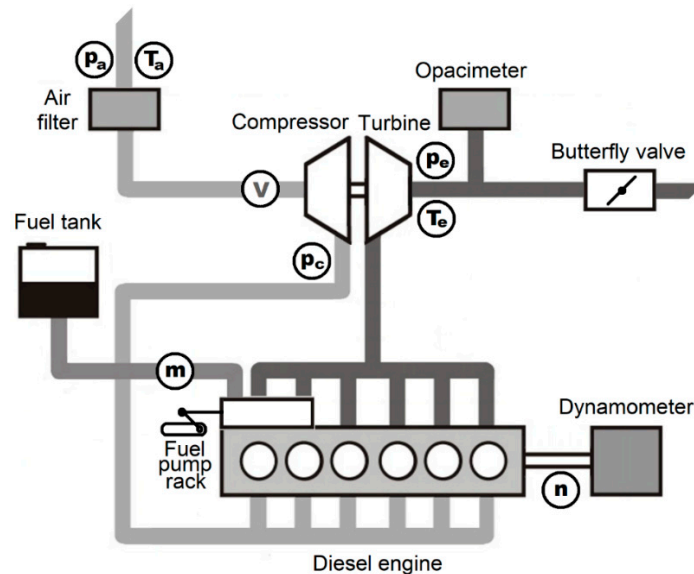 pa Ta
Air
filter
Opacimeter
Compressor Turbine
pe
Butterfly valve
V
Te
Fuel tank
pc
m
Fuel
pump
rack
Dynamometer
n
Diesel engine